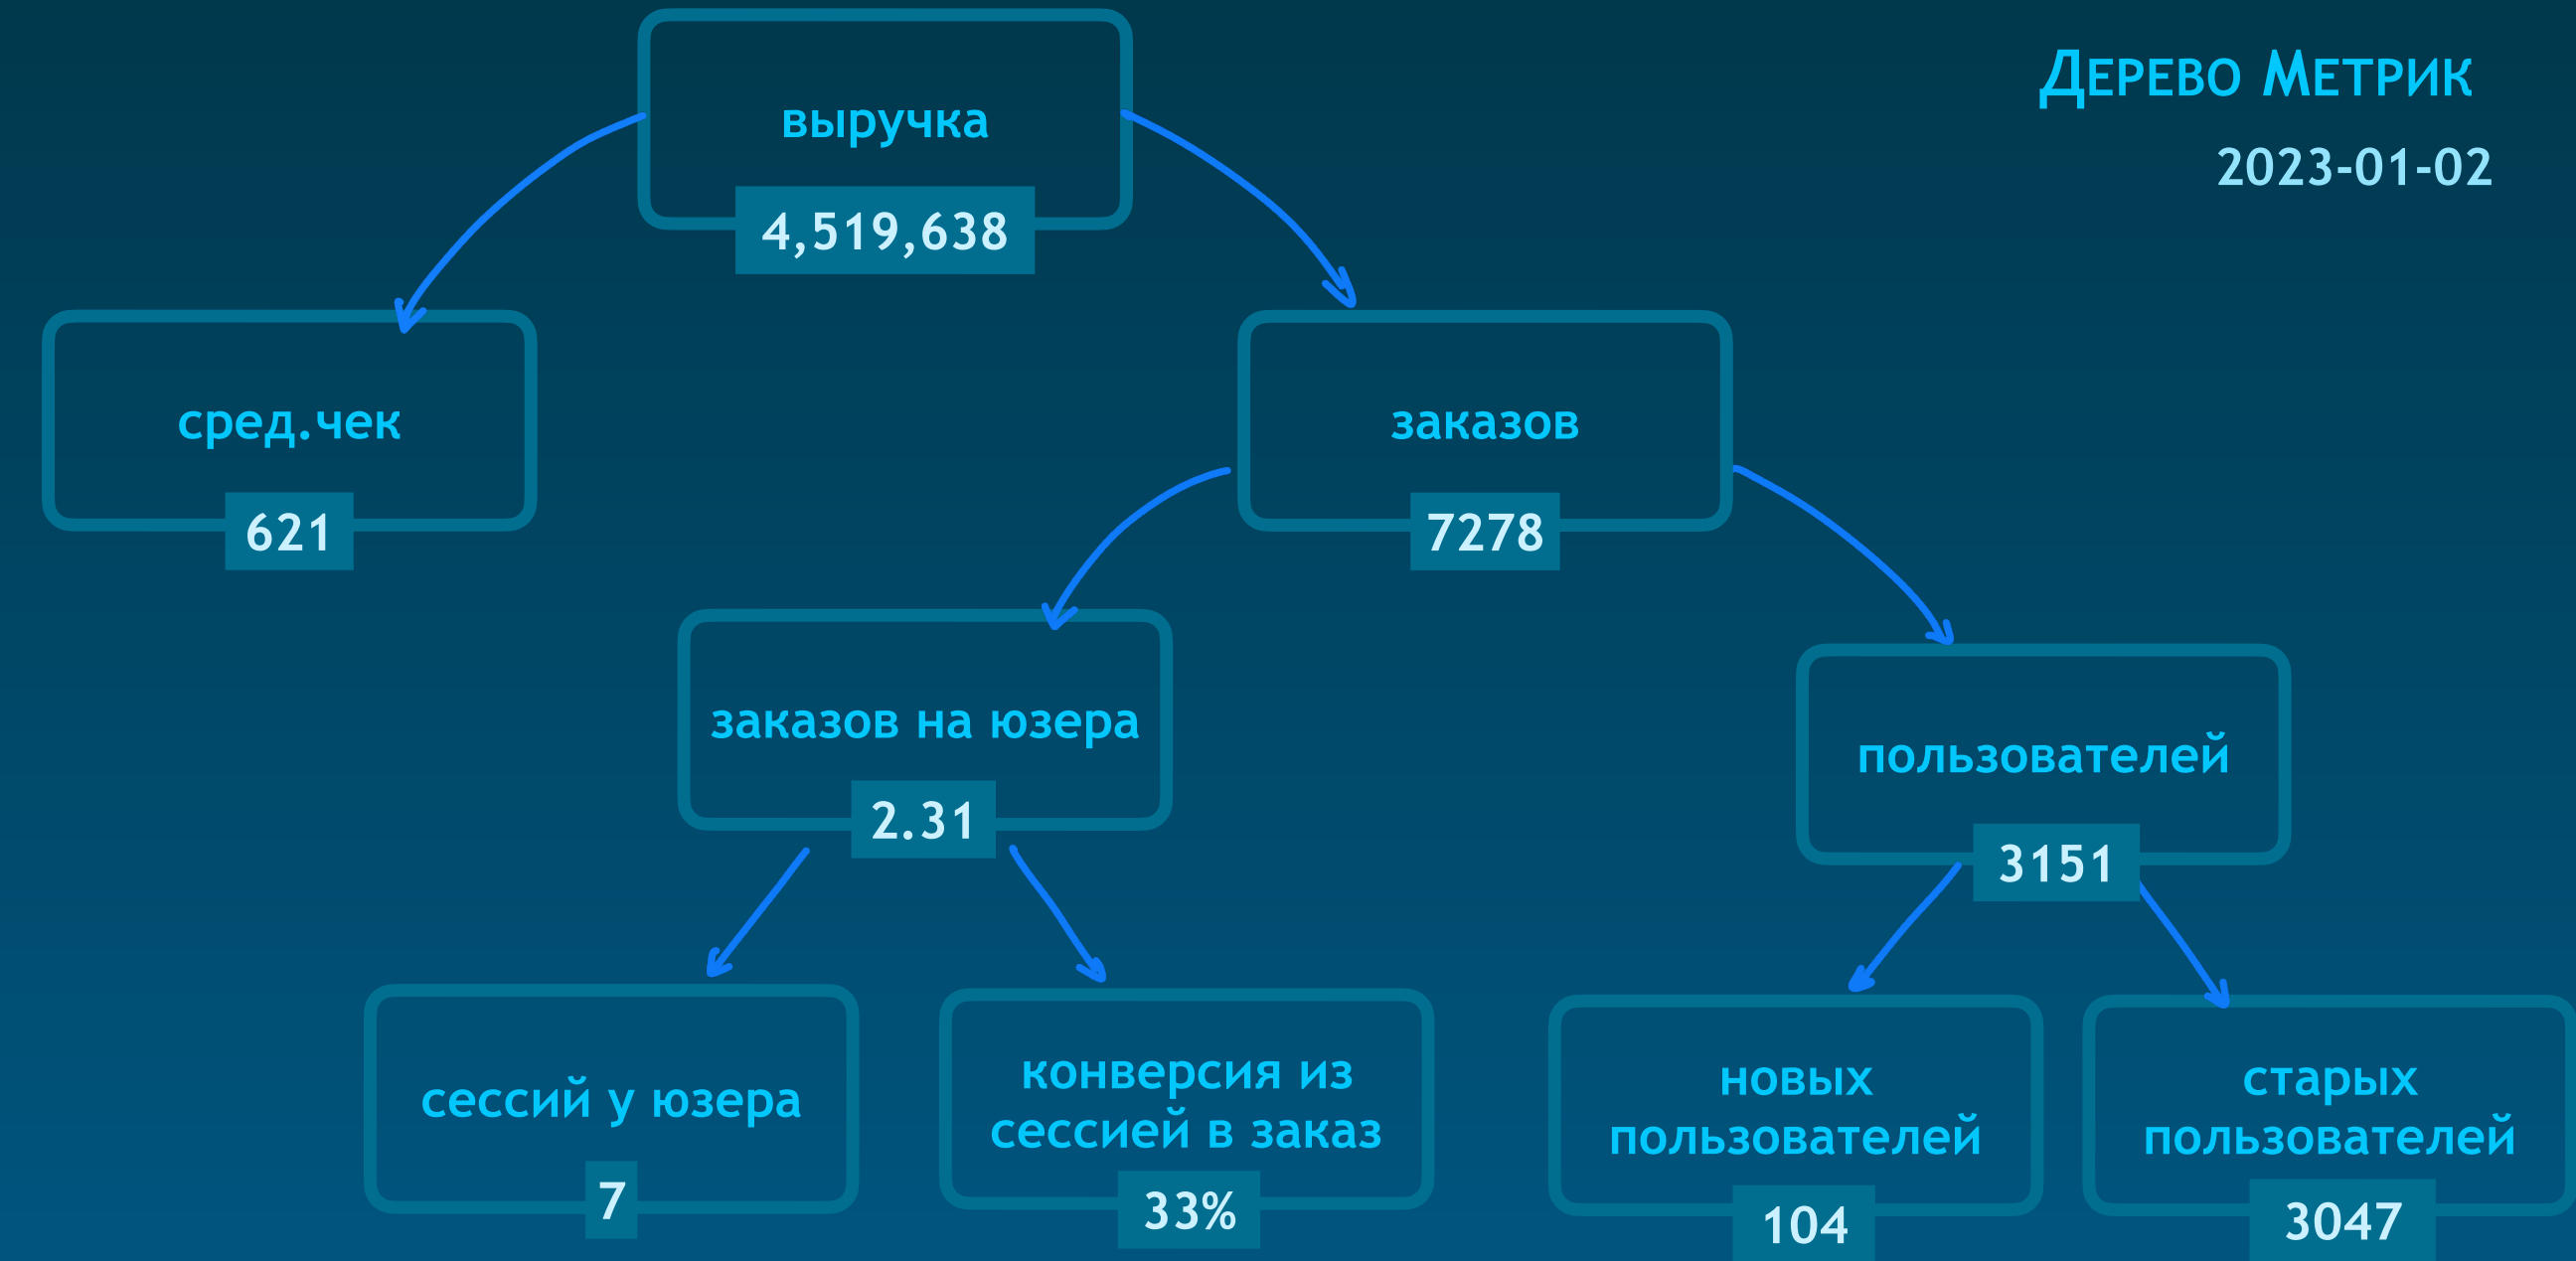 Дерево Метрик
2023-01-02
выручка
4,519,638
сред.чек
621
заказов
7278
заказов на юзера
2.31
пользователей
3151
сессий у юзера
7
конверсия из
сессией в заказ
33%
новых
пользователей
104
старых
пользователей
3047